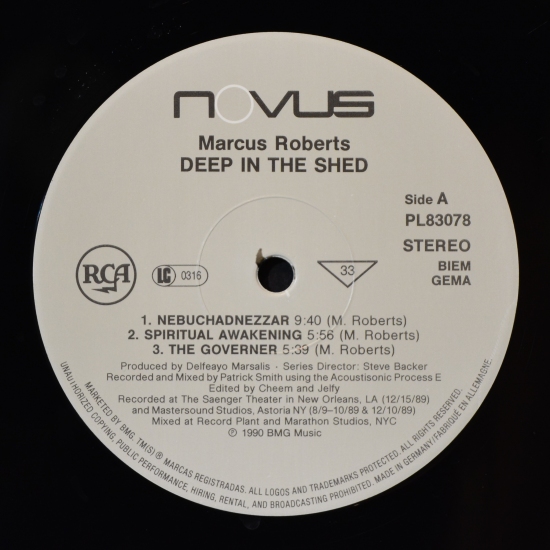 NOVUS
Marcus Roberts
DEEP IN THE SHED
Side A
PL83078
STEREO
BIEM
GEMA
RCA
LC 0316
33
1. NEBUCHADNEZZAR 9:40 (M. Roberts)
2. SPIRITUAL AWAKENING 5:56 (M. Roberts)
3. THE GOVERNER 5:39 (M. Roberts)
Produced by Delfeayo Marsalis · Series Director: Steve Backer
Recorded and Mixed by Patrick Smith using the Acoustisonic Process E
Edited by Cheem and Jelfy
Recorded at The Saenger Theater in New Orleans, LA (12/15/89)
and Mastersound Studios, Astoria NY (8/9–10/89 & 12/10/89)
Mixed at Record Plant and Marathon Studios, NYC
℗ 1990 BMG Music
MARKETED BY BMG. TM(S) ® MARCAS REGISTRADAS. ALL LOGOS AND TRADEMARKS PROTECTED. ALL RIGHTS RESERVED. MADE IN GERMANY/FABRIQUÉ EN ALLEMAGNE.
UNAUTHORIZED COPYING, PUBLIC PERFORMANCE, HIRING, RENTAL, AND BROADCASTING PROHIBITED.